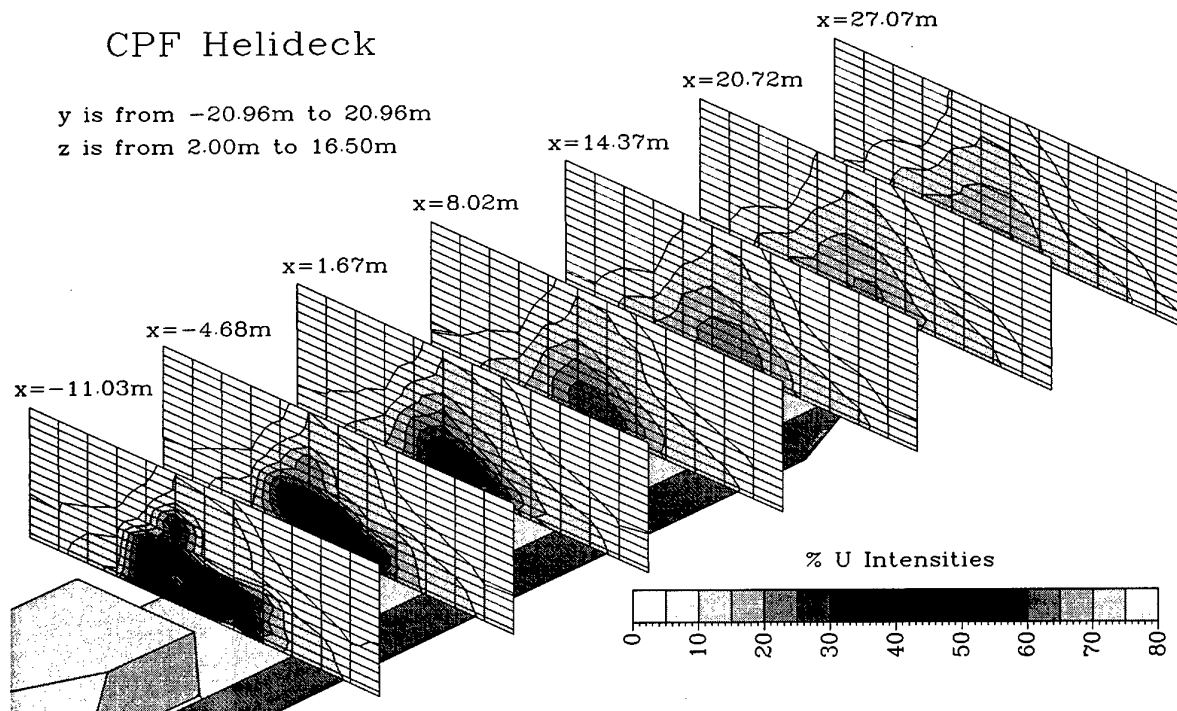 CPF Helideck
y is from -20.96m to 20.96m
z is from 2.00m to 16.50m
x=27.07m
x=20.72m
x=14.37m
x=8.02m
x=1.67m
x=-4.68m
x=-11.03m
% U Intensities
0 10 20 30 40 50 60 70 80